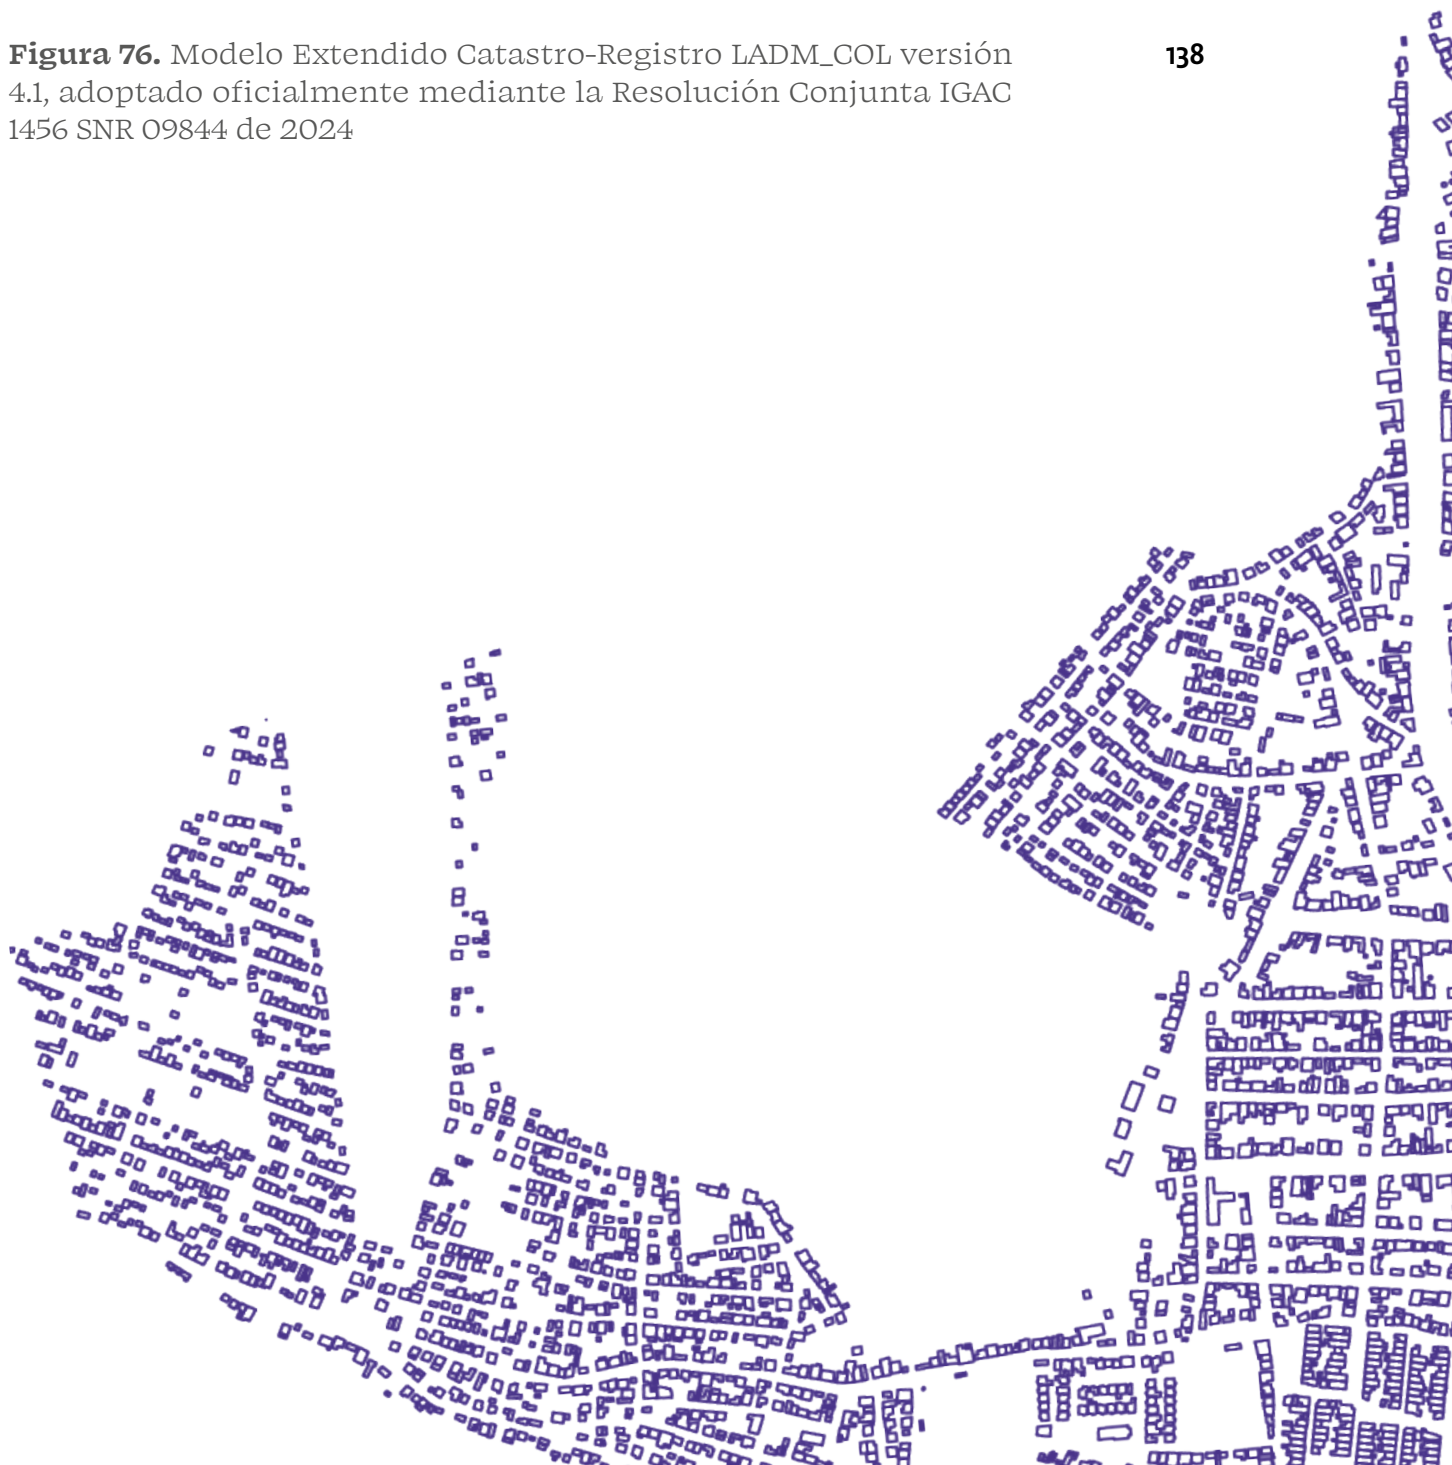 Figura 76. Modelo Extendido Catastro-Registro LADM_COL versión 138
4.1, adoptado oficialmente mediante la Resolución Conjunta IGAC
1456 SNR 09844 de 2024